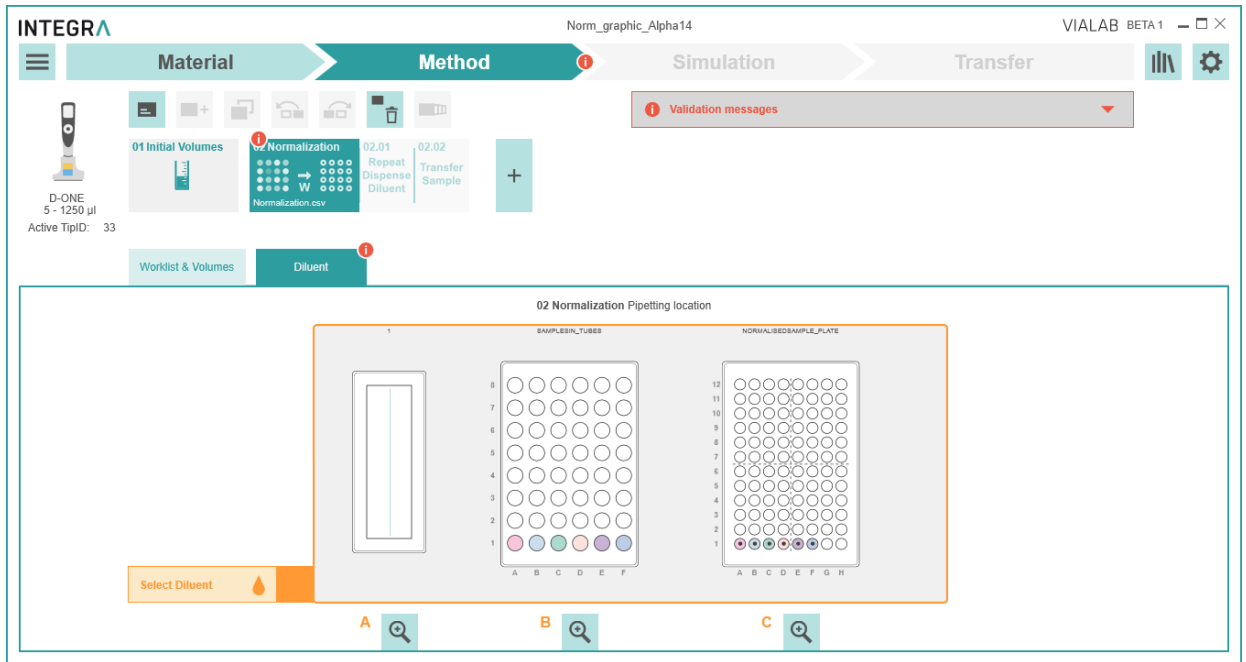 INTEGRA
Norm_graphic_Alpha14
VIALAB BETA 1
Material
Method
Simulation
Transfer
Validation messages
01 Initial Volumes
02 Normalization
W
Normalization.csv
02.01
Repeat
Dispense
Diluent
02.02
Transfer
Sample
+
D-ONE
5 - 1250 µl
Active TipID: 33
Worklist & Volumes
Diluent
02 Normalization Pipetting location
1
SAMPLESIN_TUBES
NORMALISEDSAMPLE_PLATE
8
7
6
5
4
3
2
1
A B C D E F
12
11
10
9
8
7
6
5
4
3
2
1
A B C D E F G H
Select Diluent
A
B
C